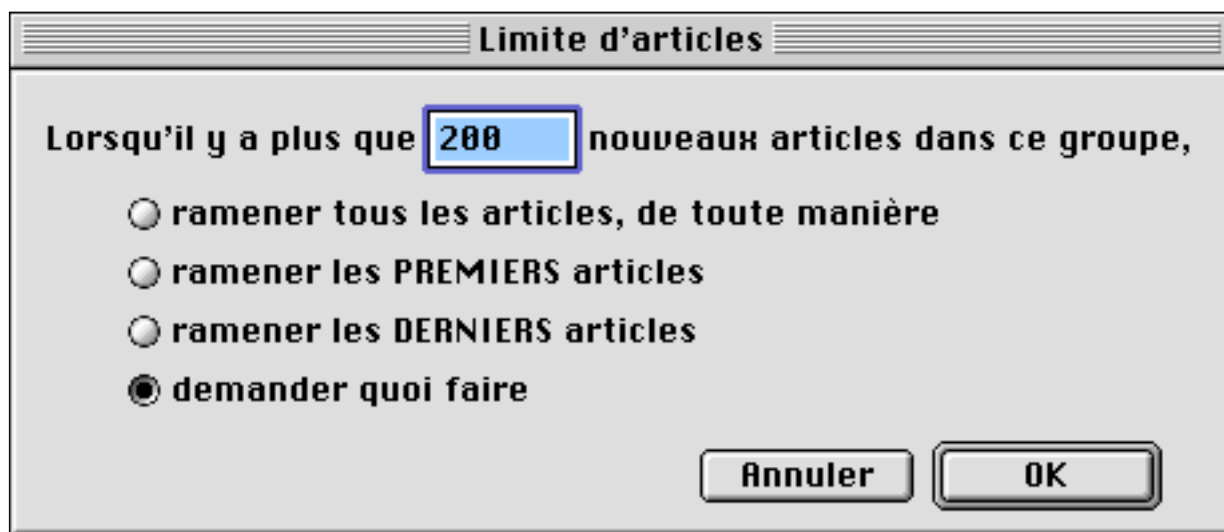 Limite d'articles
Lorsqu'il y a plus que 200 nouveaux articles dans ce groupe,
ramener tous les articles, de toute manière
ramener les PREMIERS articles
ramener les DERNIERS articles
demander quoi faire
Annuler OK